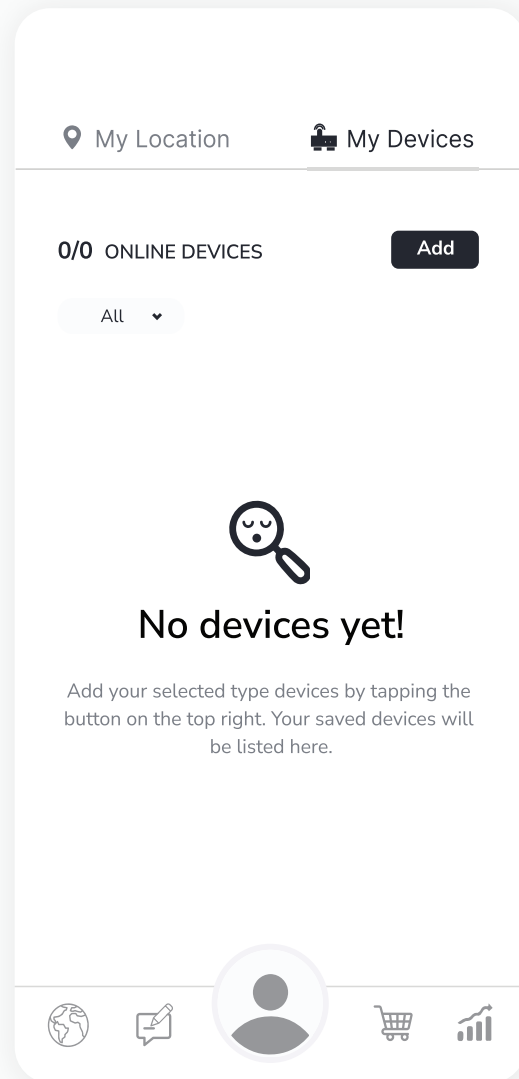 My Location
My Devices
0/0 ONLINE DEVICES
Add
All
No devices yet!
Add your selected type devices by tapping the
button on the top right. Your saved devices will
be listed here.